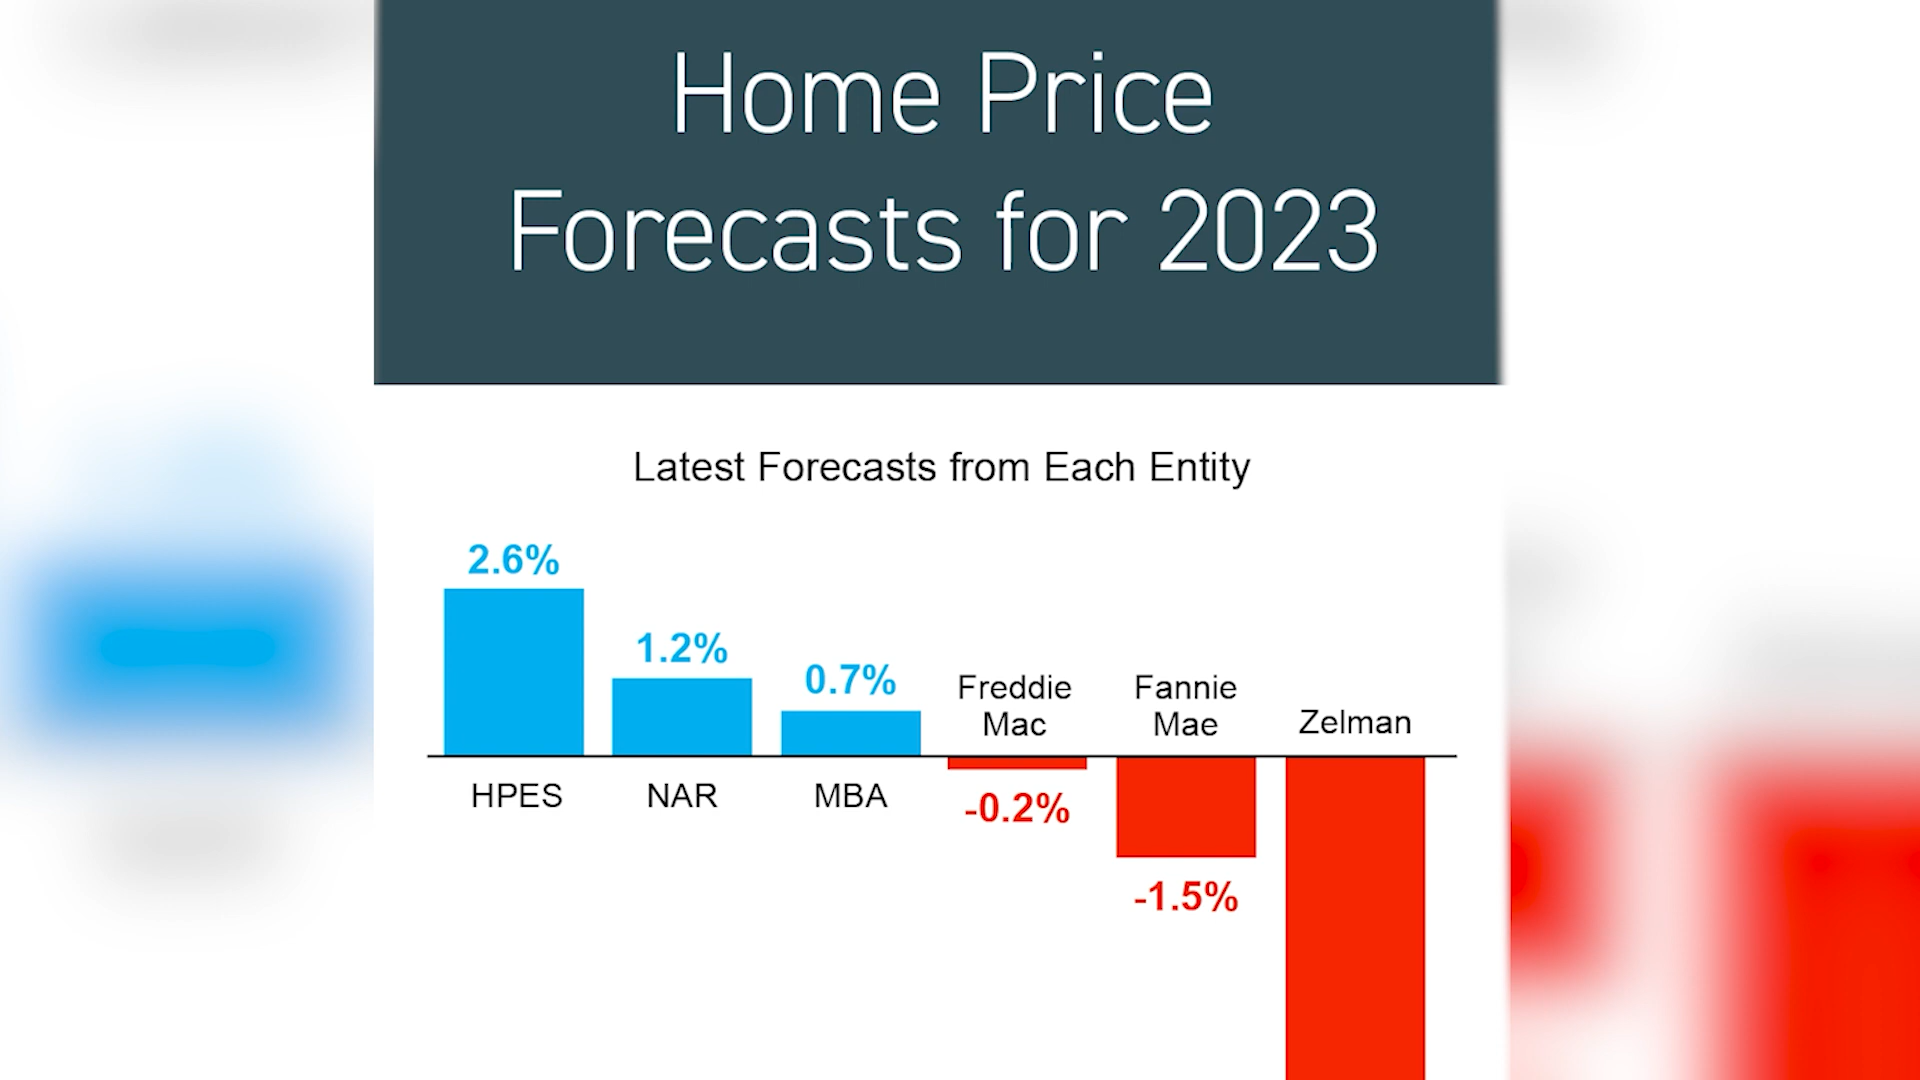 Home Price
Forecasts for 2023
Latest Forecasts from Each Entity
2.6%
1.2%
0.7%
Freddie
Mac
Fannie
Mae
Zelman
HPES
NAR
MBA
-0.2%
-1.5%